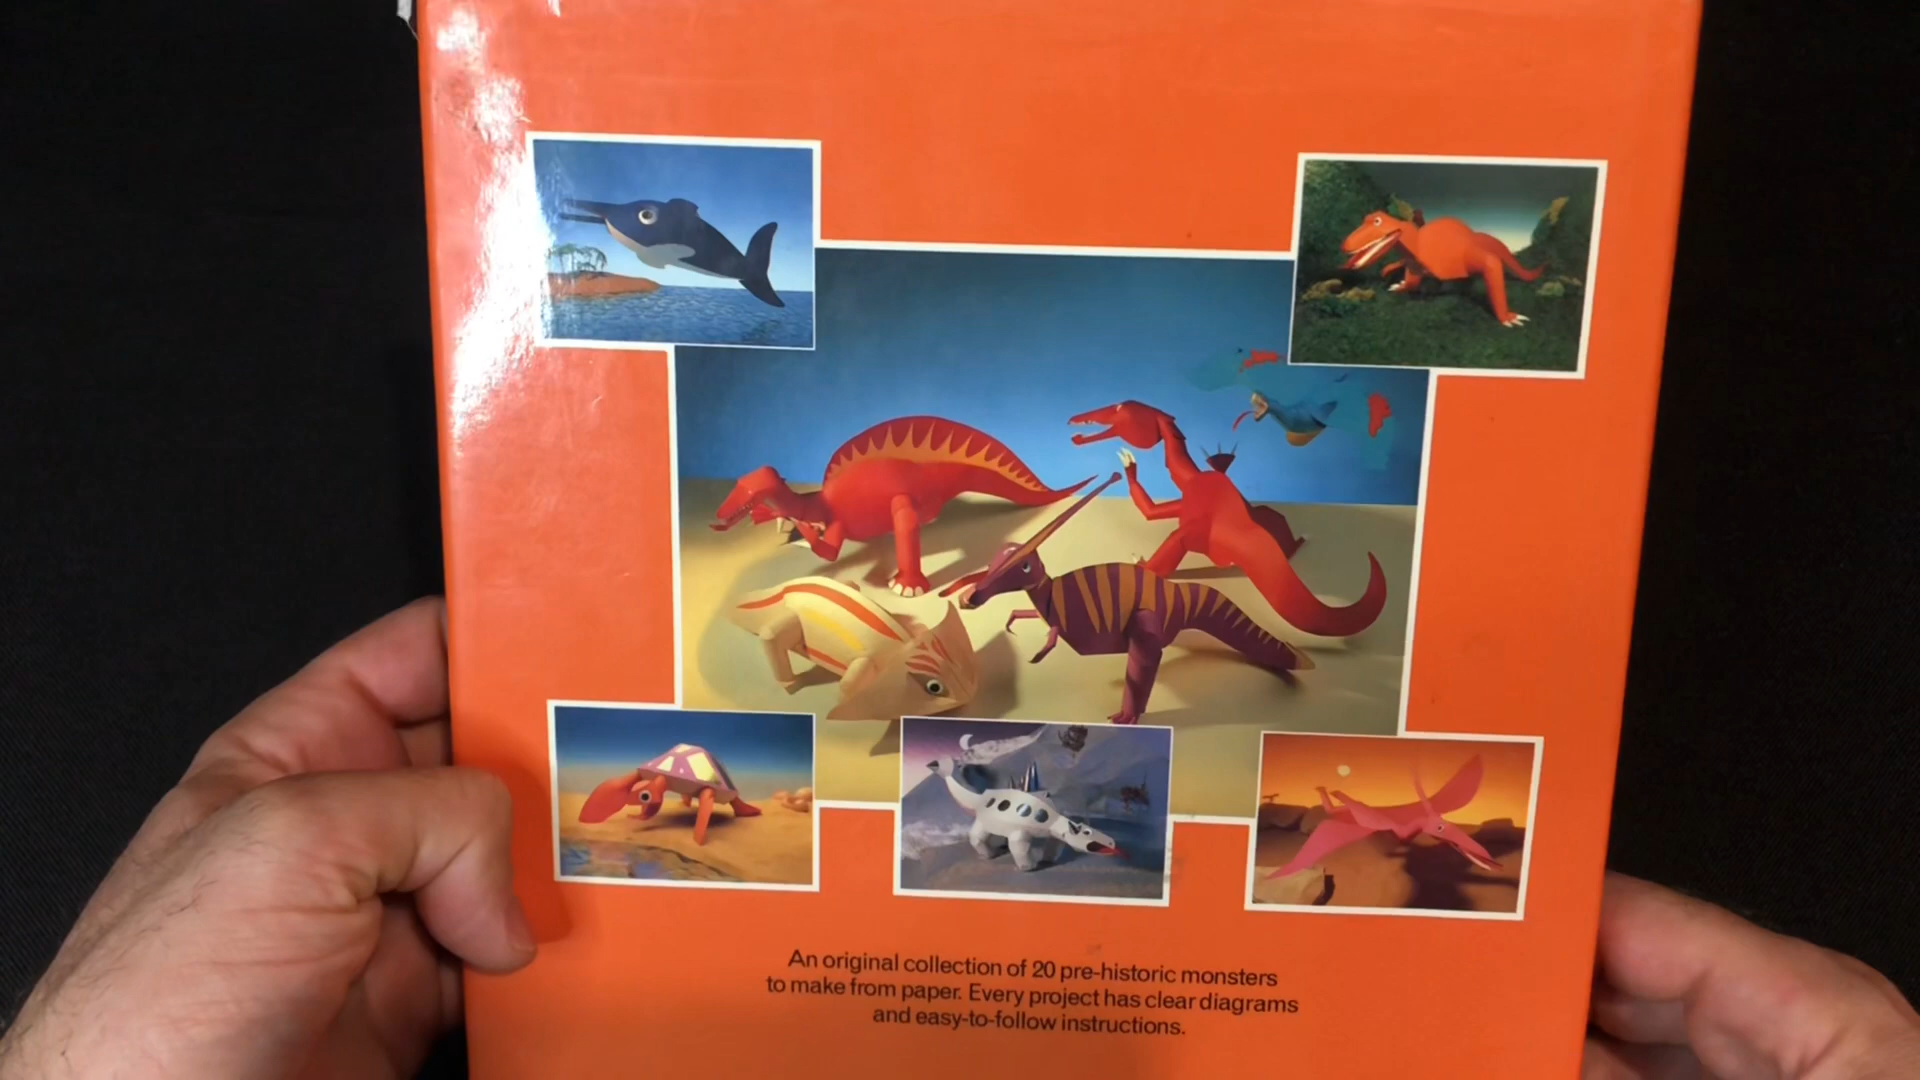 An original collection of 20 pre-historic monsters
to make from paper. Every project has clear diagrams
and easy-to-follow instructions.